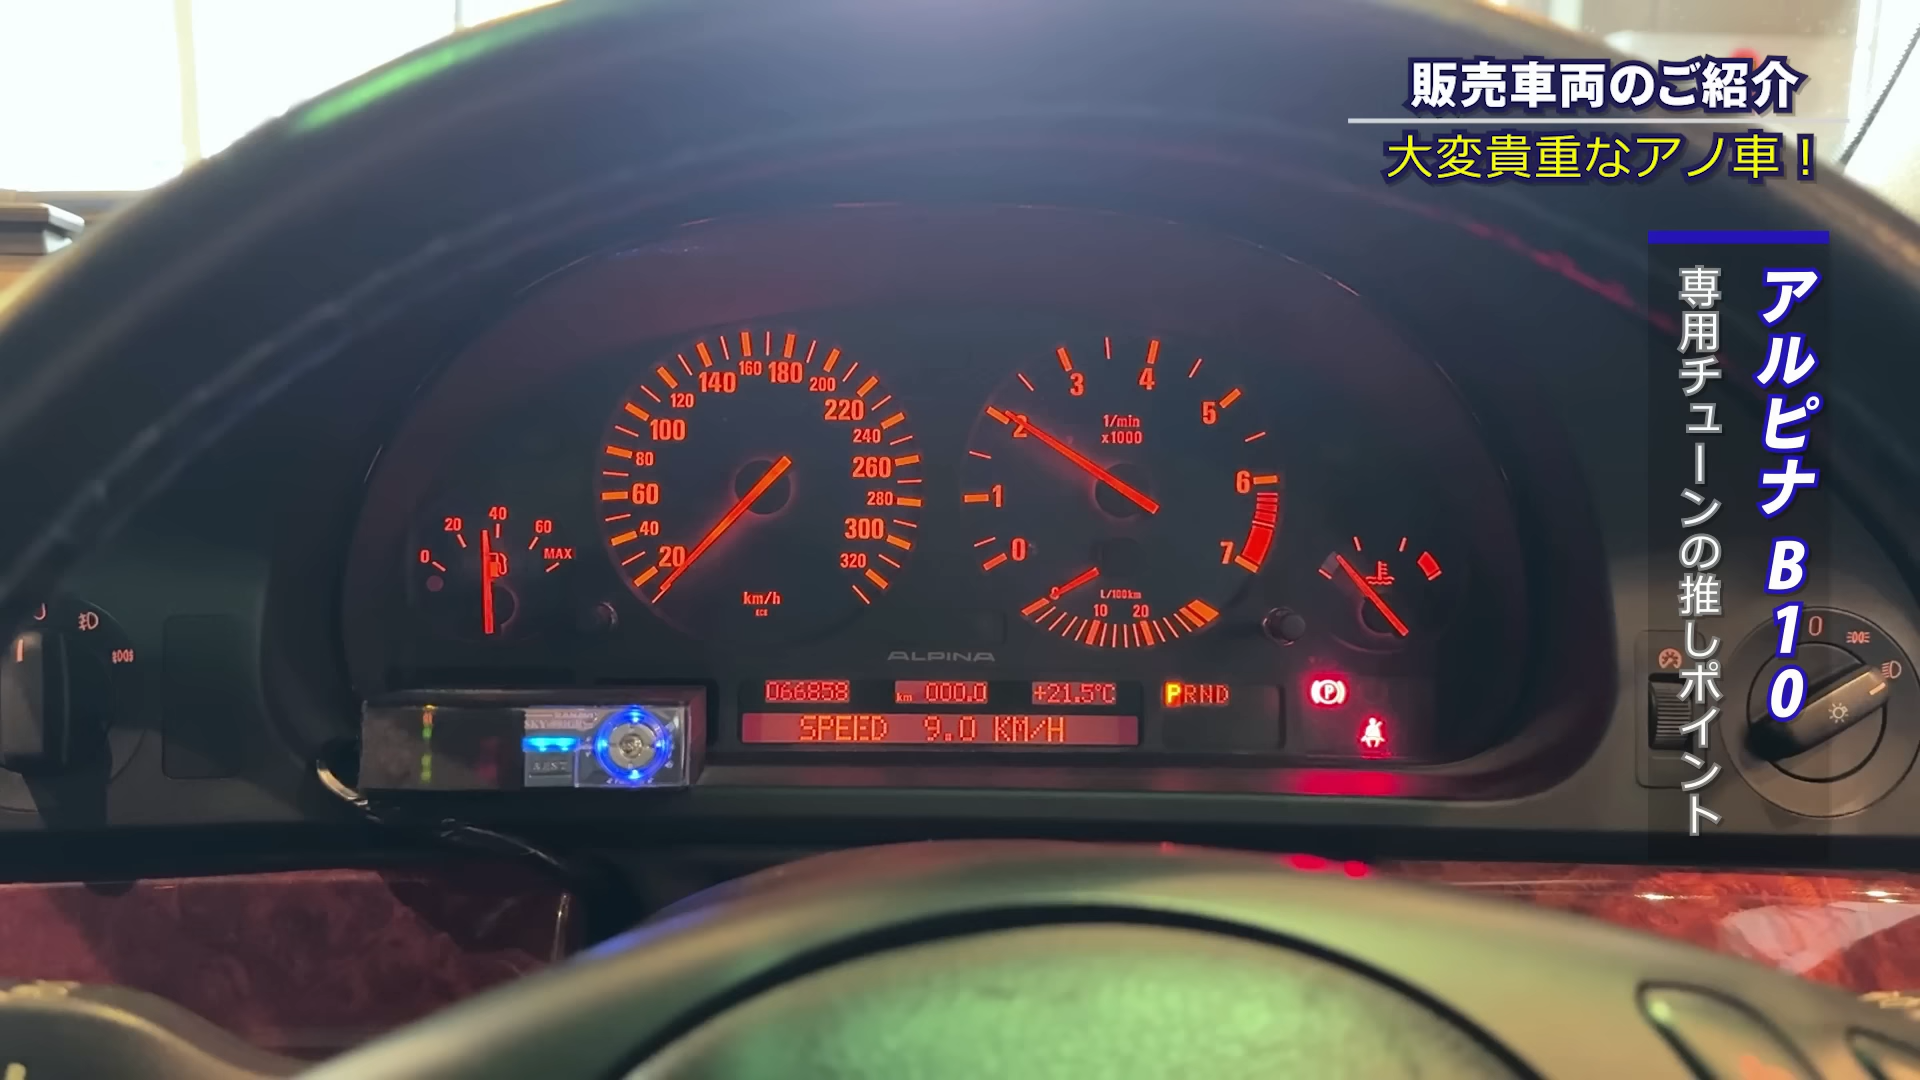 販売車両のご紹介
大変貴重なアノ車！
アルピナ B10
専用チューンの推しポイント
20
40
60
80
100
120
140
160
180
200
220
240
260
280
300
320
km/h
0
1
2
3
4
5
6
7
1/min
x1000
0
20
40
60
MAX
L/100km
10
20
ALPINA
066858
km 000.0
+21.5°C
PRND
SPEED 9.0 KM/H
(P)
0